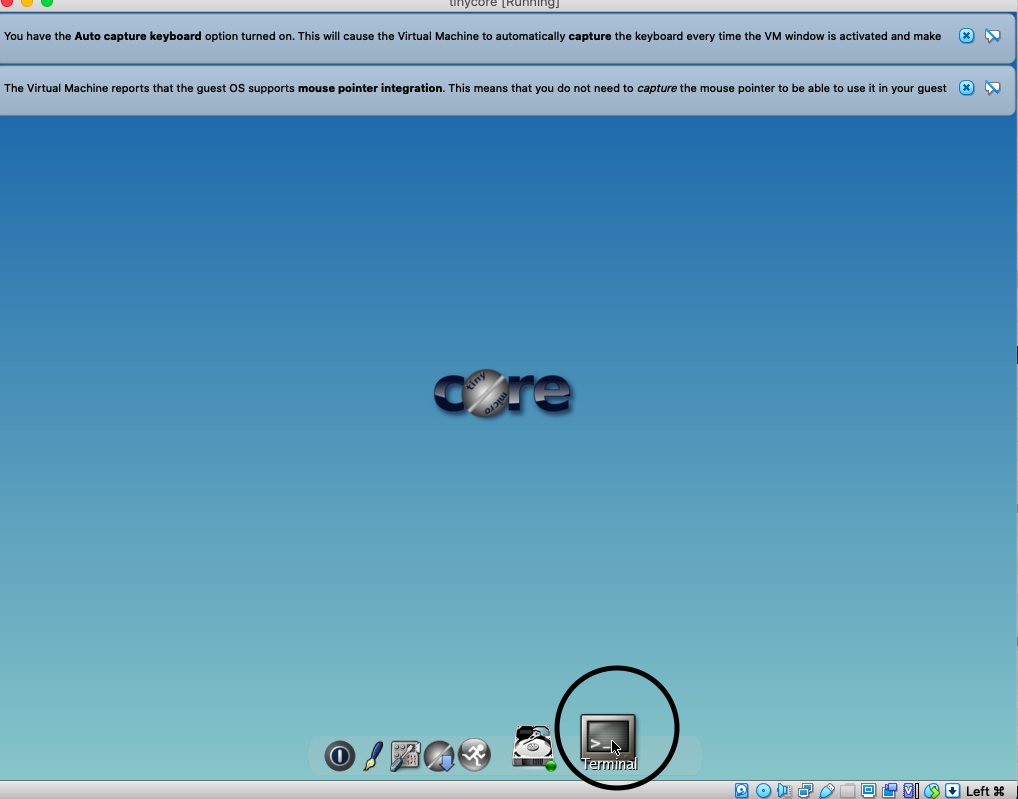 tinycore [Running]
You have the Auto capture keyboard option turned on. This will cause the Virtual Machine to automatically capture the keyboard every time the VM window is activated and make
The Virtual Machine reports that the guest OS supports mouse pointer integration. This means that you do not need to capture the mouse pointer to be able to use it in your guest
core
tiny
micro
>_
Terminal
Left ⌘